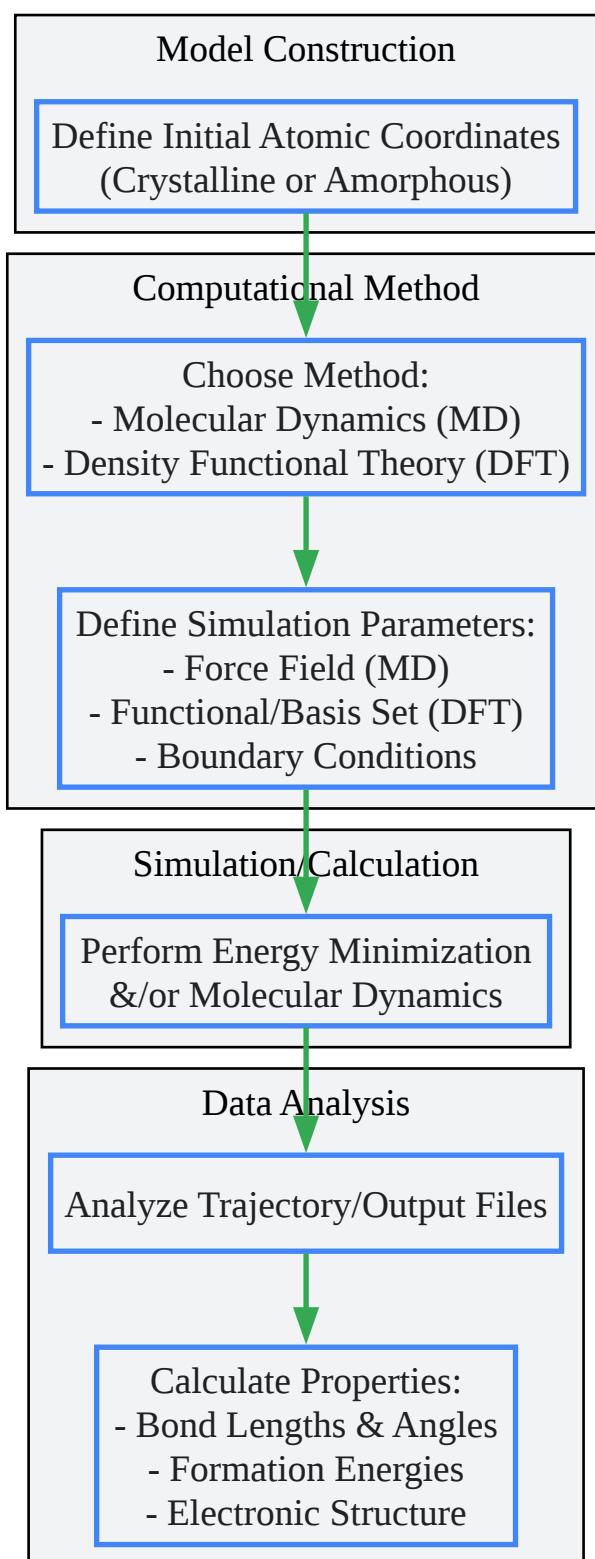 Model Construction
Define Initial Atomic Coordinates
(Crystalline or Amorphous)
Computational Method
Choose Method:
- Molecular Dynamics (MD)
- Density Functional Theory (DFT)
Define Simulation Parameters:
- Force Field (MD)
- Functional/Basis Set (DFT)
- Boundary Conditions
Simulation/Calculation
Perform Energy Minimization
&/or Molecular Dynamics
Data Analysis
Analyze Trajectory/Output Files
Calculate Properties:
- Bond Lengths & Angles
- Formation Energies
- Electronic Structure